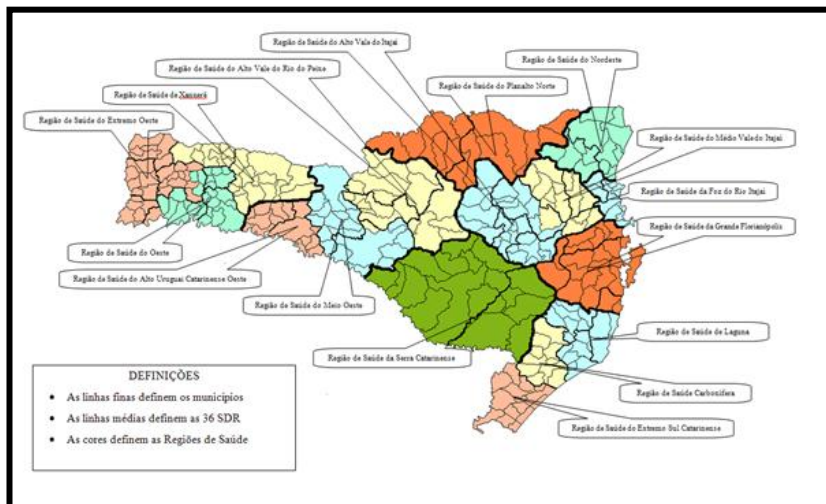 Região de Saúde do Alto Vale do Itajaí
Região de Saúde do Nordeste
Região de Saúde do Alto Vale do Rio do Peixe
Região de Saúde do Planalto Norte
Região de Saúde de Xanxerê
Região de Saúde do Extremo Oeste
Região de Saúde do Médio Vale do Itajaí
Região de Saúde da Foz do Rio Itajaí
Região de Saúde da Grande Florianópolis
Região de Saúde do Oeste
Região de Saúde do Alto Uruguai Catarinense Oeste
Região de Saúde do Meio Oeste
Região de Saúde de Laguna
Região de Saúde da Serra Catarinense
Região de Saúde Carbonífera
Região de Saúde do Extremo Sul Catarinense
DEFINIÇÕES
• As linhas finas definem os municípios
• As linhas médias definem as 36 SDR
• As cores definem as Regiões de Saúde